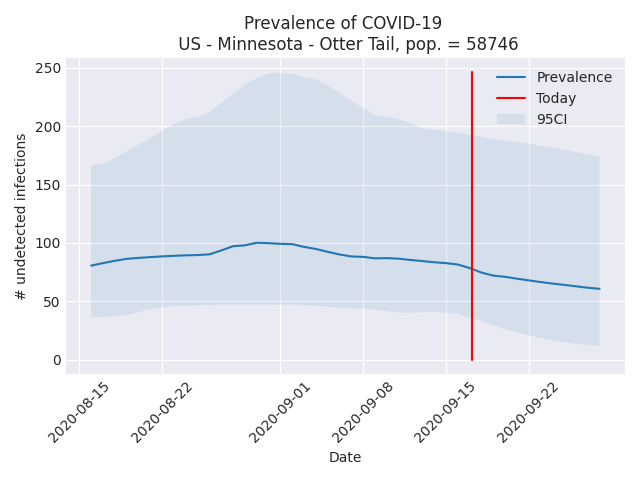 Prevalence of COVID-19
US - Minnesota - Otter Tail, pop. = 58746
250
200
150
100
50
0
# undetected infections
Prevalence
Today
95CI
2020-08-15
2020-08-22
2020-09-01
2020-09-08
2020-09-15
2020-09-22
Date